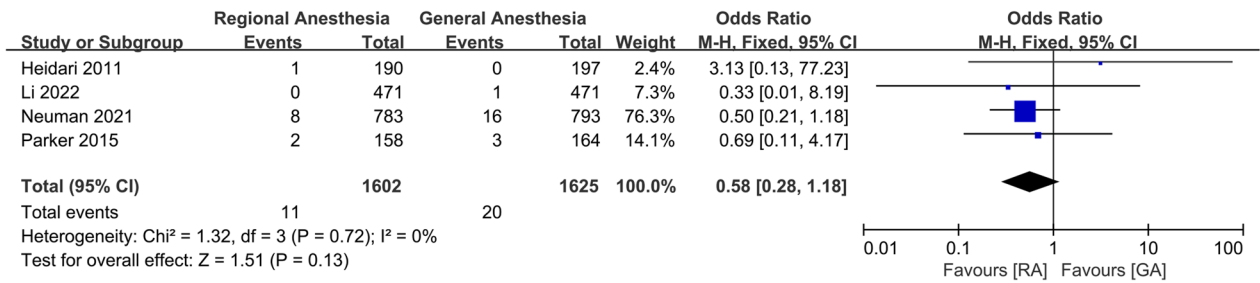 Regional Anesthesia General Anesthesia Odds Ratio Odds Ratio
Study or Subgroup Events Total Events Total Weight M-H, Fixed, 95% CI M-H, Fixed, 95% CI
Heidari 2011 1 190 0 197 2.4% 3.13 [0.13, 77.23]
Li 2022 0 471 1 471 7.3% 0.33 [0.01, 8.19]
Neuman 2021 8 783 16 793 76.3% 0.50 [0.21, 1.18]
Parker 2015 2 158 3 164 14.1% 0.69 [0.11, 4.17]
Total (95% CI) 1602 1625 100.0% 0.58 [0.28, 1.18]
Total events 11 20
Heterogeneity: Chi² = 1.32, df = 3 (P = 0.72); I² = 0%
Test for overall effect: Z = 1.51 (P = 0.13)
0.01 0.1 1 10 100
Favours [RA] Favours [GA]